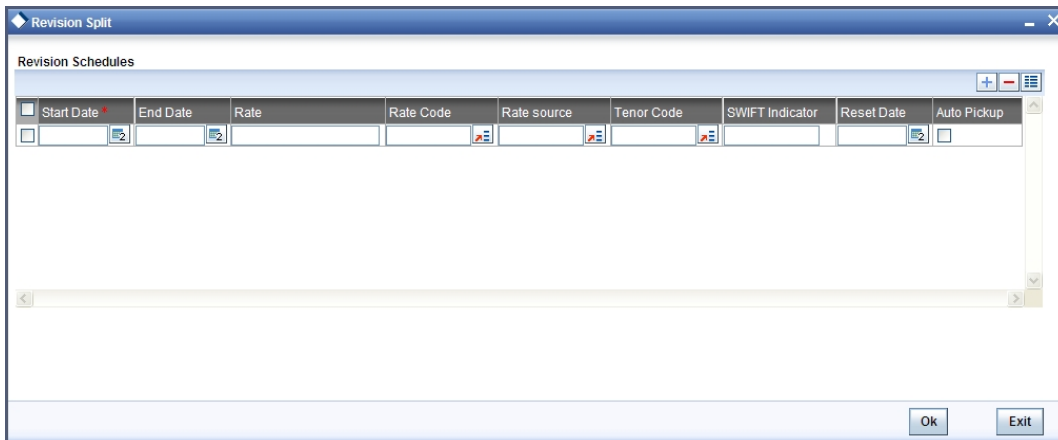 Revision Split
Revision Schedules
Start Date * End Date Rate Rate Code Rate source Tenor Code SWIFT Indicator Reset Date Auto Pickup
Ok Exit